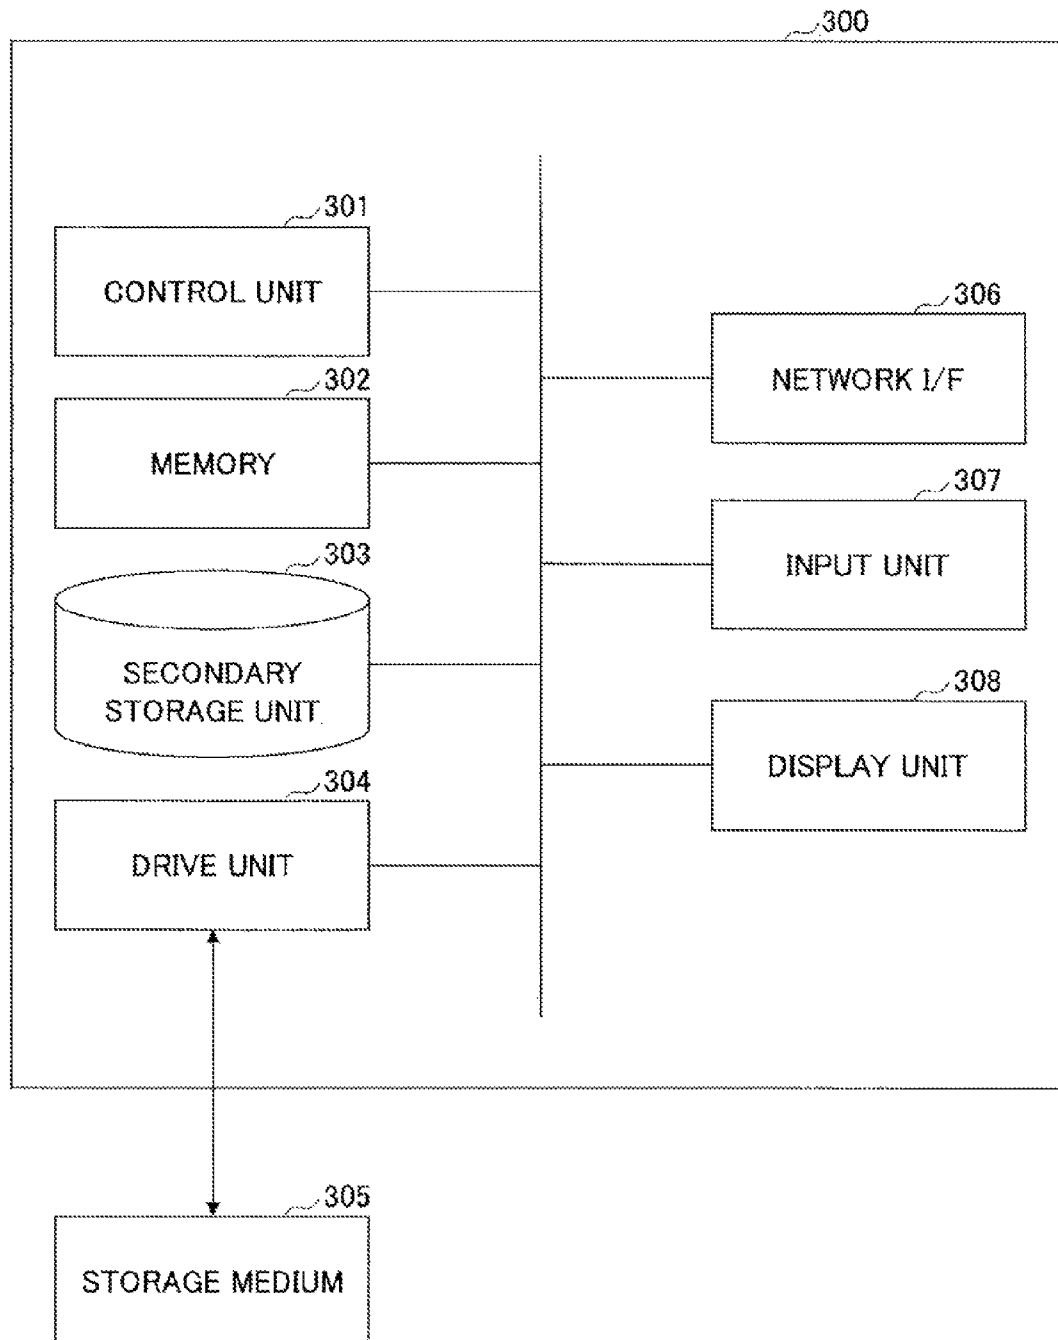 300
301
CONTROL UNIT
302
MEMORY
303
SECONDARY
STORAGE UNIT
304
DRIVE UNIT
305
STORAGE MEDIUM
306
NETWORK I/F
307
INPUT UNIT
308
DISPLAY UNIT